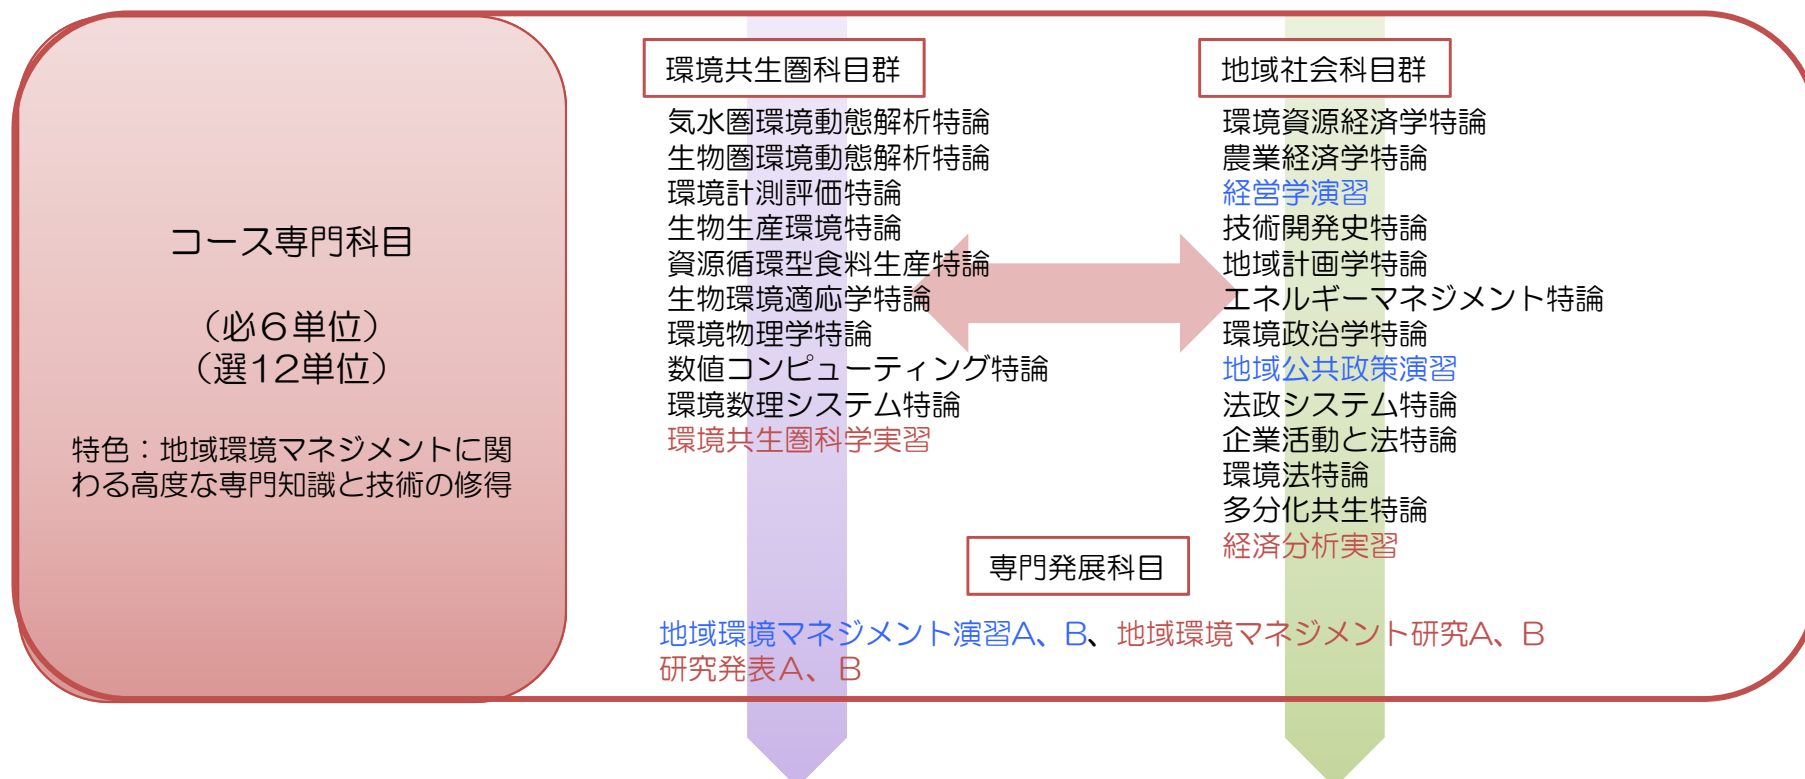 コース専門科目
（必６単位）
（選12単位）
特色：地域環境マネジメントに関
わる高度な専門知識と技術の修得
環境共生圏科目群
気水圏環境動態解析特論
生物圏環境動態解析特論
環境計測評価特論
生物生産環境特論
資源循環型食料生産特論
生物環境適応学特論
環境物理学特論
数値コンピューティング特論
環境数理システム特論
環境共生圏科学実習
地域社会科目群
環境資源経済学特論
農業経済学特論
経営学演習
技術開発史特論
地域計画学特論
エネルギーマネジメント特論
環境政治学特論
地域公共政策演習
法政システム特論
企業活動と法特論
環境法特論
多分化共生特論
経済分析実習
専門発展科目
地域環境マネジメント演習A、B、地域環境マネジメント研究A、B
研究発表A、B